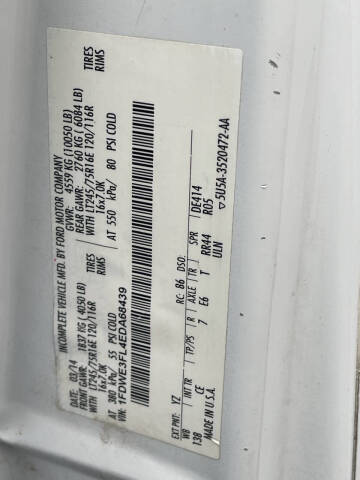 INCOMPLETE VEHICLE MFD. BY FORD MOTOR COMPANY
DATE: 03/14 GVWR: 4559 KG (10050 LB)
FRONT GAWR: 1837 KG (4050 LB) REAR GAWR: 2760 KG (6084 LB)
WITH LT245/75R16E 120/116R TIRES WITH LT245/75R16E 120/116R TIRES
16x7.0K RIMS 16x7.0K RIMS
AT 380 kPa/ 55 PSI COLD AT 550 kPa/ 80 PSI COLD
VIN: 1FDWE3FL4EDA68439
EXT PNT: YZ RC: B6 DSO: DE414
WB INT TR TP/PS R AXLE TR SPR R05
138 CE 7 E6 T RR44
ULN
MADE IN U.S.A. 5U5A-3520472-AA